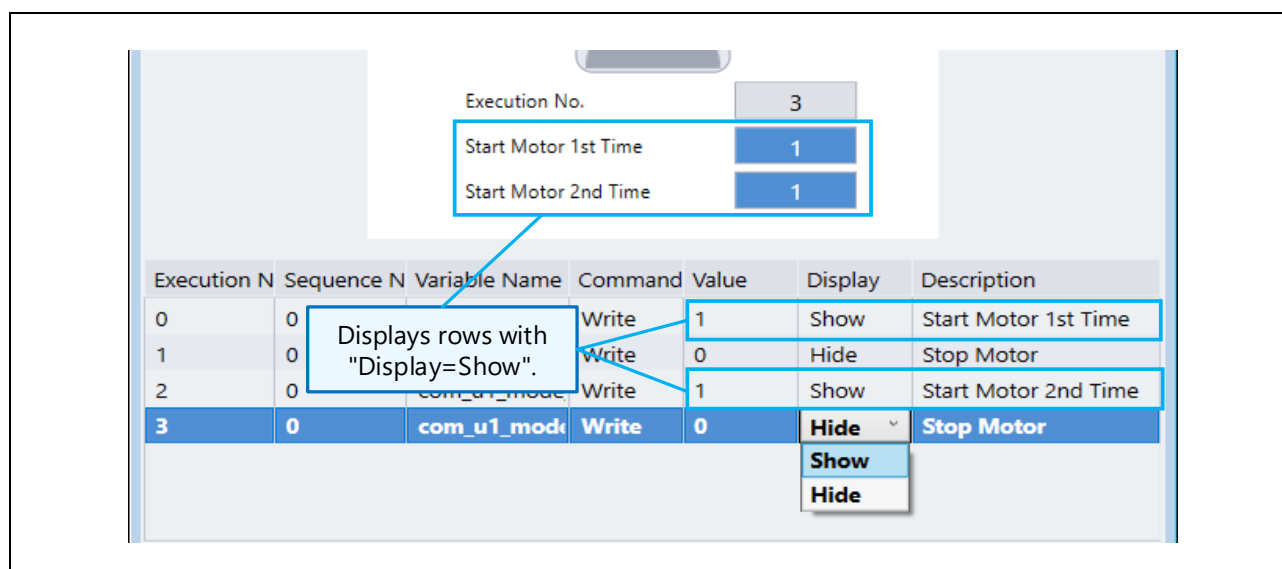 Execution No. 3
Start Motor 1st Time 1
Start Motor 2nd Time 1
Execution N Sequence N Variable Name Command Value Display Description
0 0 Write 1 Show Start Motor 1st Time
Displays rows with
"Display=Show".
1 0 Write 0 Hide Stop Motor
2 0 com_u1_mode Write 1 Show Start Motor 2nd Time
3 0 com_u1_mode Write 0 Hide Stop Motor
Show
Hide